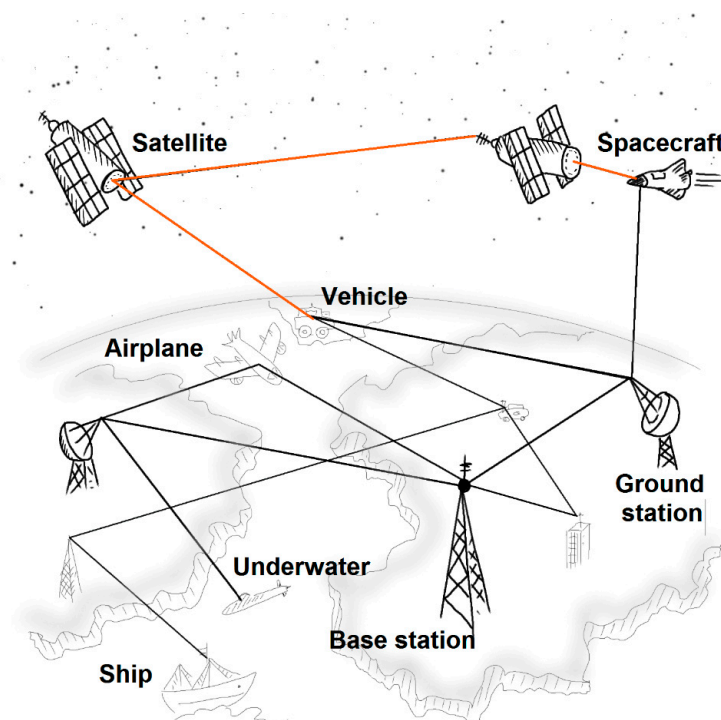 Satellite
Spacecraft
Vehicle
Airplane
Ground
station
Underwater
Base station
Ship